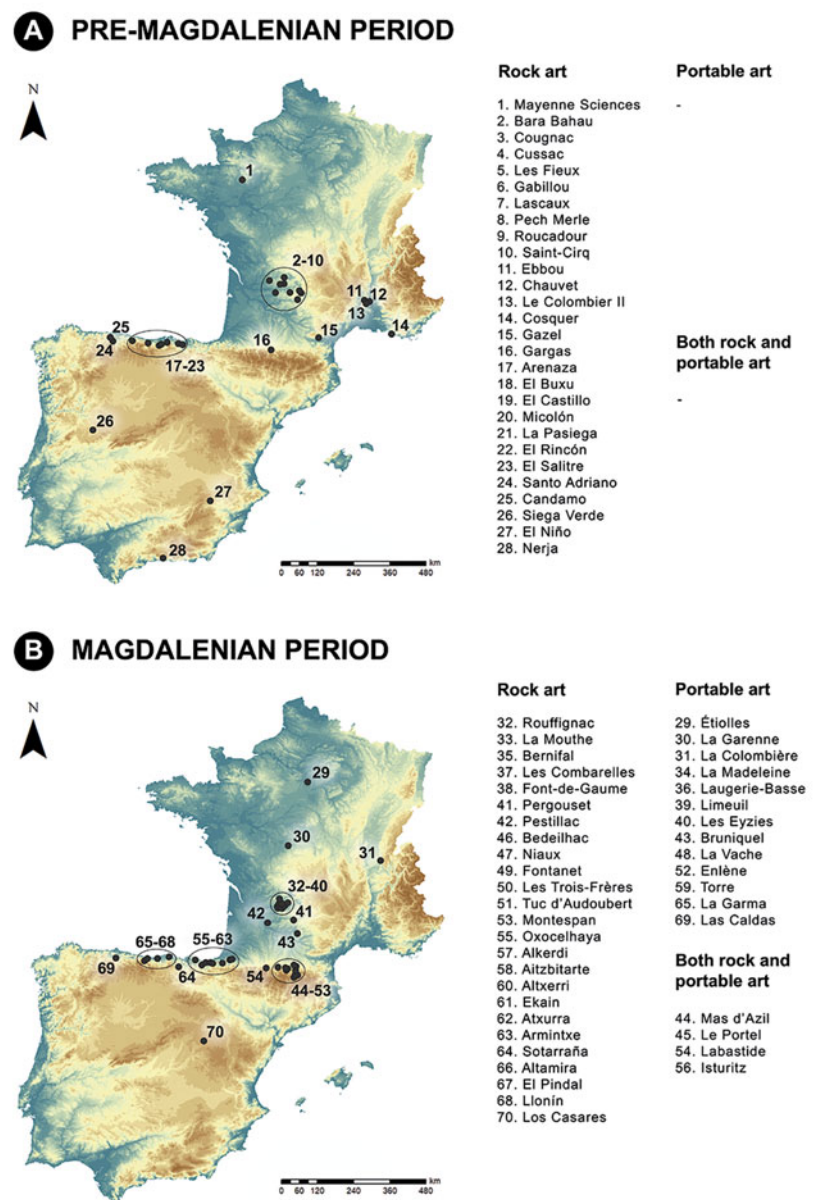 A PRE-MAGDALENIAN PERIOD
N
1
2-10
11
12
13
14
15
16
25
24
17-23
26
27
28
0 60 120 240 360 480 km
Rock art
1. Mayenne Sciences
2. Bara Bahau
3. Cougnac
4. Cussac
5. Les Fieux
6. Gabillou
7. Lascaux
8. Pech Merle
9. Roucadour
10. Saint-Cirq
11. Ebbou
12. Chauvet
13. Le Colombier II
14. Cosquer
15. Gazel
16. Gargas
17. Arenaza
18. El Buxu
19. El Castillo
20. Micolón
21. La Pasiega
22. El Rincón
23. El Salitre
24. Santo Adriano
25. Candamo
26. Siega Verde
27. El Niño
28. Nerja
Portable art
-
Both rock and
portable art
-
B MAGDALENIAN PERIOD
N
29
30
31
32-40
42
41
43
65-68
55-63
69
64
54
44-53
70
0 60 120 240 360 480 km
Rock art
32. Rouffignac
33. La Mouthe
35. Bernifal
37. Les Combarelles
38. Font-de-Gaume
41. Pergouset
42. Pestillac
46. Bedeilhac
47. Niaux
49. Fontanet
50. Les Trois-Frères
51. Tuc d'Audoubert
53. Montespan
55. Oxocelhaya
57. Alkerdi
58. Aitzbitarte
60. Altxerri
61. Ekain
62. Atxurra
63. Armintxe
64. Sotarraña
66. Altamira
67. El Pindal
68. Llonín
70. Los Casares
Portable art
29. Étiolles
30. La Garenne
31. La Colombière
34. La Madeleine
36. Laugerie-Basse
39. Limeuil
40. Les Eyzies
43. Bruniquel
48. La Vache
52. Enlène
59. Torre
65. La Garma
69. Las Caldas
Both rock and
portable art
44. Mas d'Azil
45. Le Portel
54. Labastide
56. Isturitz